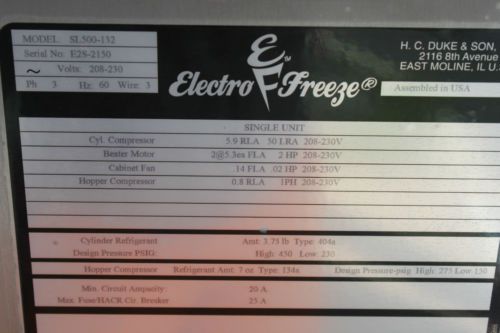 MODEL: SL500-132
Serial No: E2S-2150
~ Volts: 208-230
Ph 3 Hz: 60 Wire: 3
Electro Freeze®
H. C. DUKE & SON,
2116 8th Avenue
EAST MOLINE, IL U.
Assembled in USA
SINGLE UNIT
Cyl. Compressor 5.9 RLA 50 LRA 208-230V
Beater Motor 2@5.3ea FLA 2 HP 208-230V
Cabinet Fan .14 FLA .02 HP 208-230V
Hopper Compressor 0.8 RLA 1PH 208-230V
Cylinder Refrigerant Amt: 3.75 lb Type: 404a
Design Pressure PSIG: High: 450 Low: 230
Hopper Compressor Refrigerant Amt: 7 oz Type: 134a Design Pressure-psig High: 275 Low 150
Min. Circuit Ampacity: 20 A
Max. Fuse/HACR Cir. Breaker 25 A